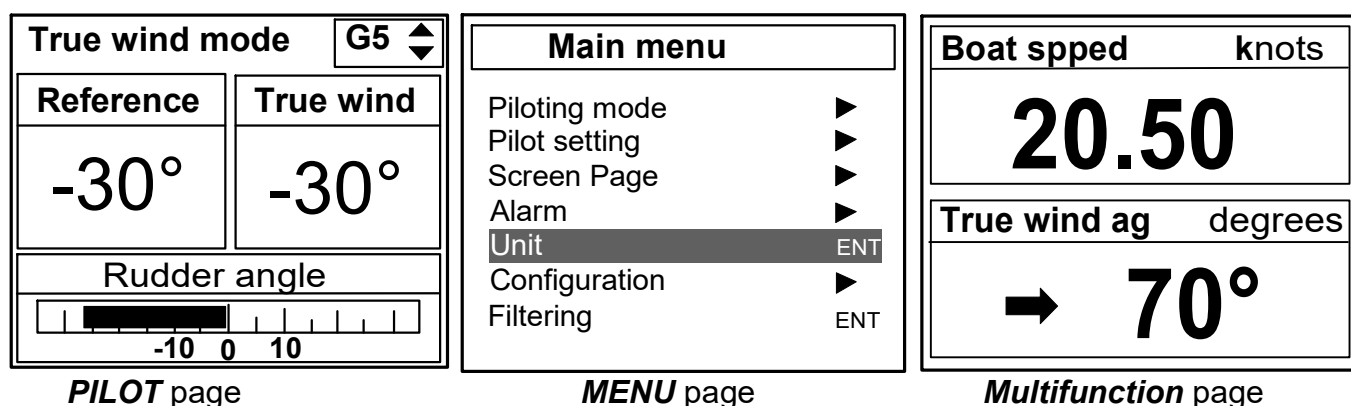 True wind mode G5
Reference True wind
-30° -30°
Rudder angle
-10 0 10
PILOT page
Main menu
Piloting mode
Pilot setting
Screen Page
Alarm
Unit ENT
Configuration
Filtering ENT
MENU page
Boat spped knots
20.50
True wind ag degrees
70°
Multifunction page